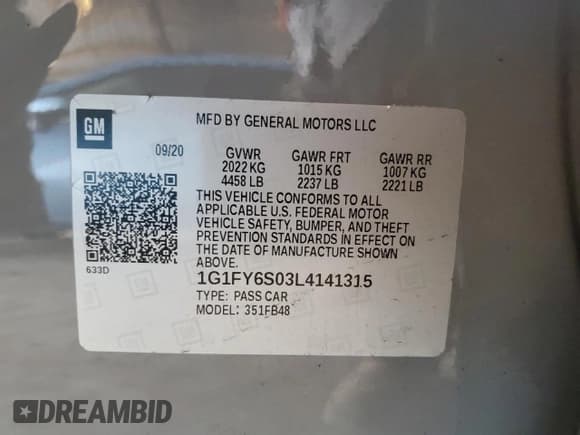 GM
MFD BY GENERAL MOTORS LLC
09/20 GVWR GAWR FRT GAWR RR
2022 KG 1015 KG 1007 KG
4458 LB 2237 LB 2221 LB
THIS VEHICLE CONFORMS TO ALL
APPLICABLE U.S. FEDERAL MOTOR
VEHICLE SAFETY, BUMPER, AND THEFT
PREVENTION STANDARDS IN EFFECT ON
THE DATE OF MANUFACTURE SHOWN
ABOVE.
633D
1G1FY6S03L4141315
TYPE: PASS CAR
MODEL: 351FB48
DREAMBID